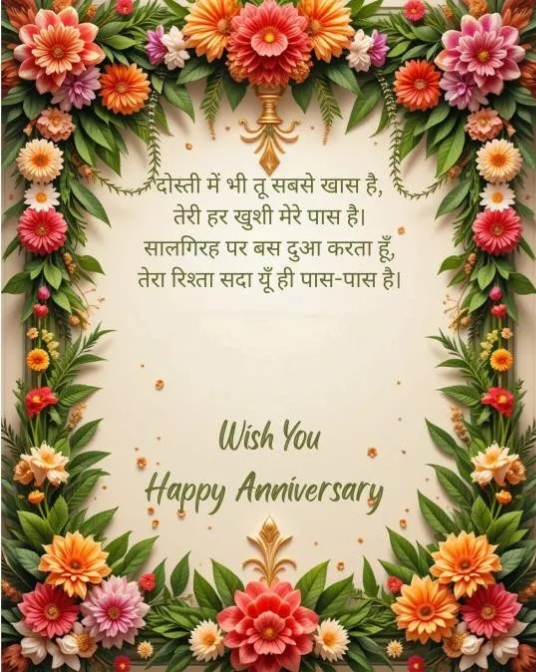 दोस्ती में भी तू सबसे खास है,
तेरी हर खुशी मेरे पास है।
सालगिरह पर बस दुआ करता हूँ,
तेरा रिश्ता सदा यूँ ही पास-पास है।
Wish You
Happy Anniversary